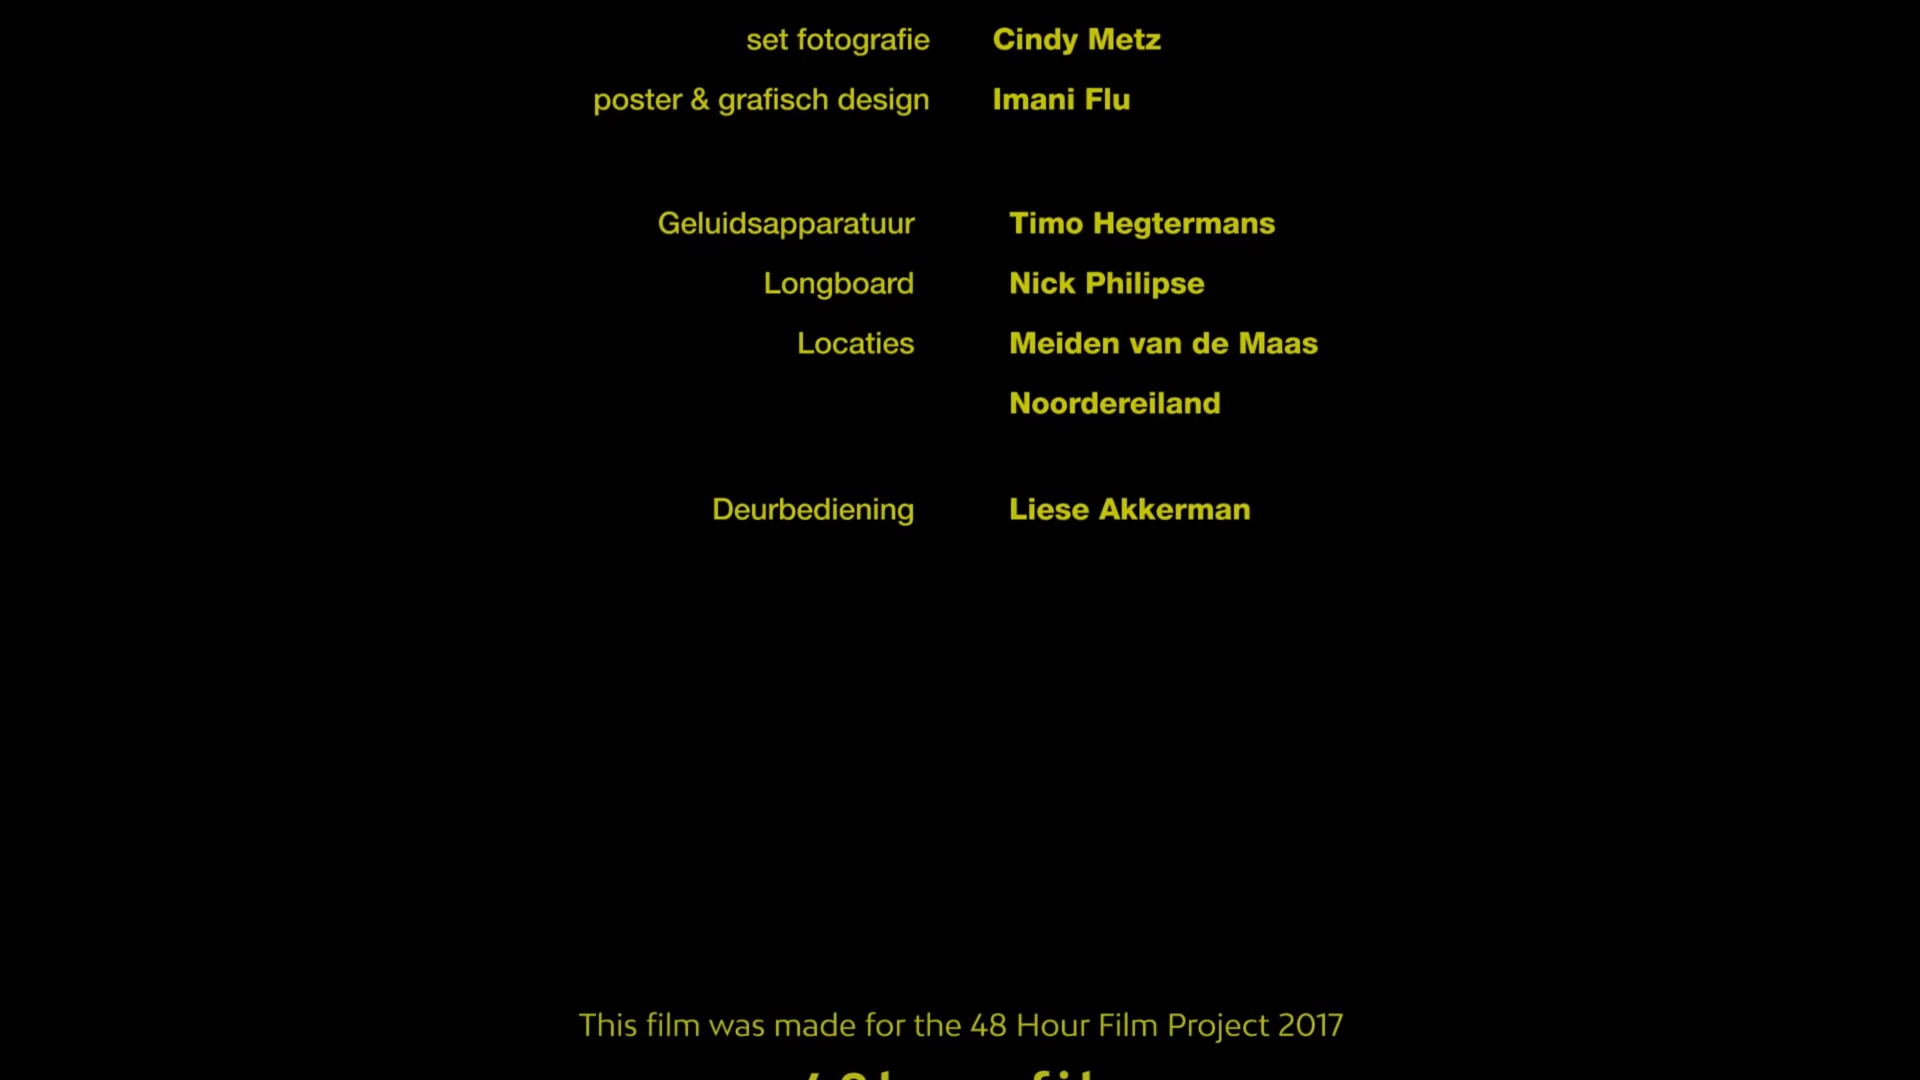 set fotografie Cindy Metz
poster & grafisch design Imani Flu
Geluidsapparatuur Timo Hegtermans
Longboard Nick Philipse
Locaties Meiden van de Maas
Noordereiland
Deurbediening Liese Akkerman
This film was made for the 48 Hour Film Project 2017